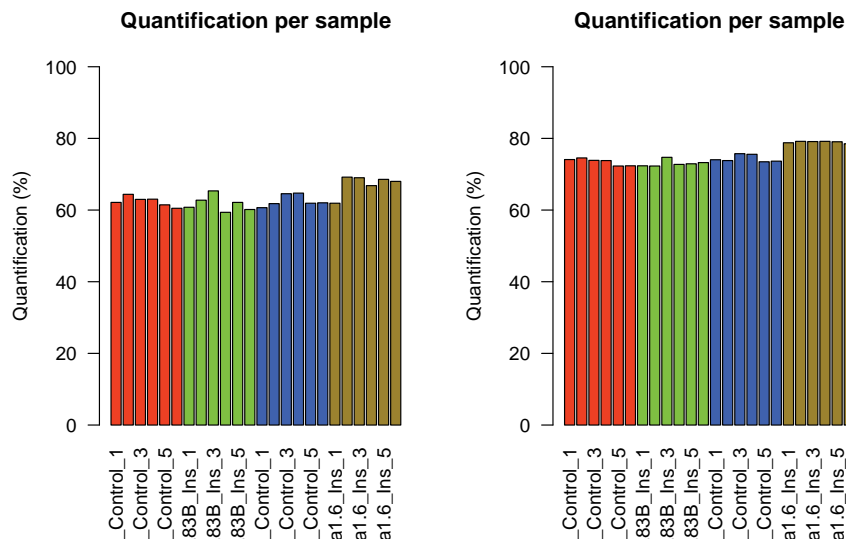 Quantification per sample
Quantification (%)
100
80
60
40
20
0
_Control_1
_Control_3
_Control_5
83B_Ins_1
83B_Ins_3
83B_Ins_5
_Control_1
_Control_3
_Control_5
a1.6_Ins_1
a1.6_Ins_3
a1.6_Ins_5
Quantification per sample
Quantification (%)
100
80
60
40
20
0
_Control_1
_Control_3
_Control_5
83B_Ins_1
83B_Ins_3
83B_Ins_5
_Control_1
_Control_3
_Control_5
a1.6_Ins_1
a1.6_Ins_3
a1.6_Ins_5